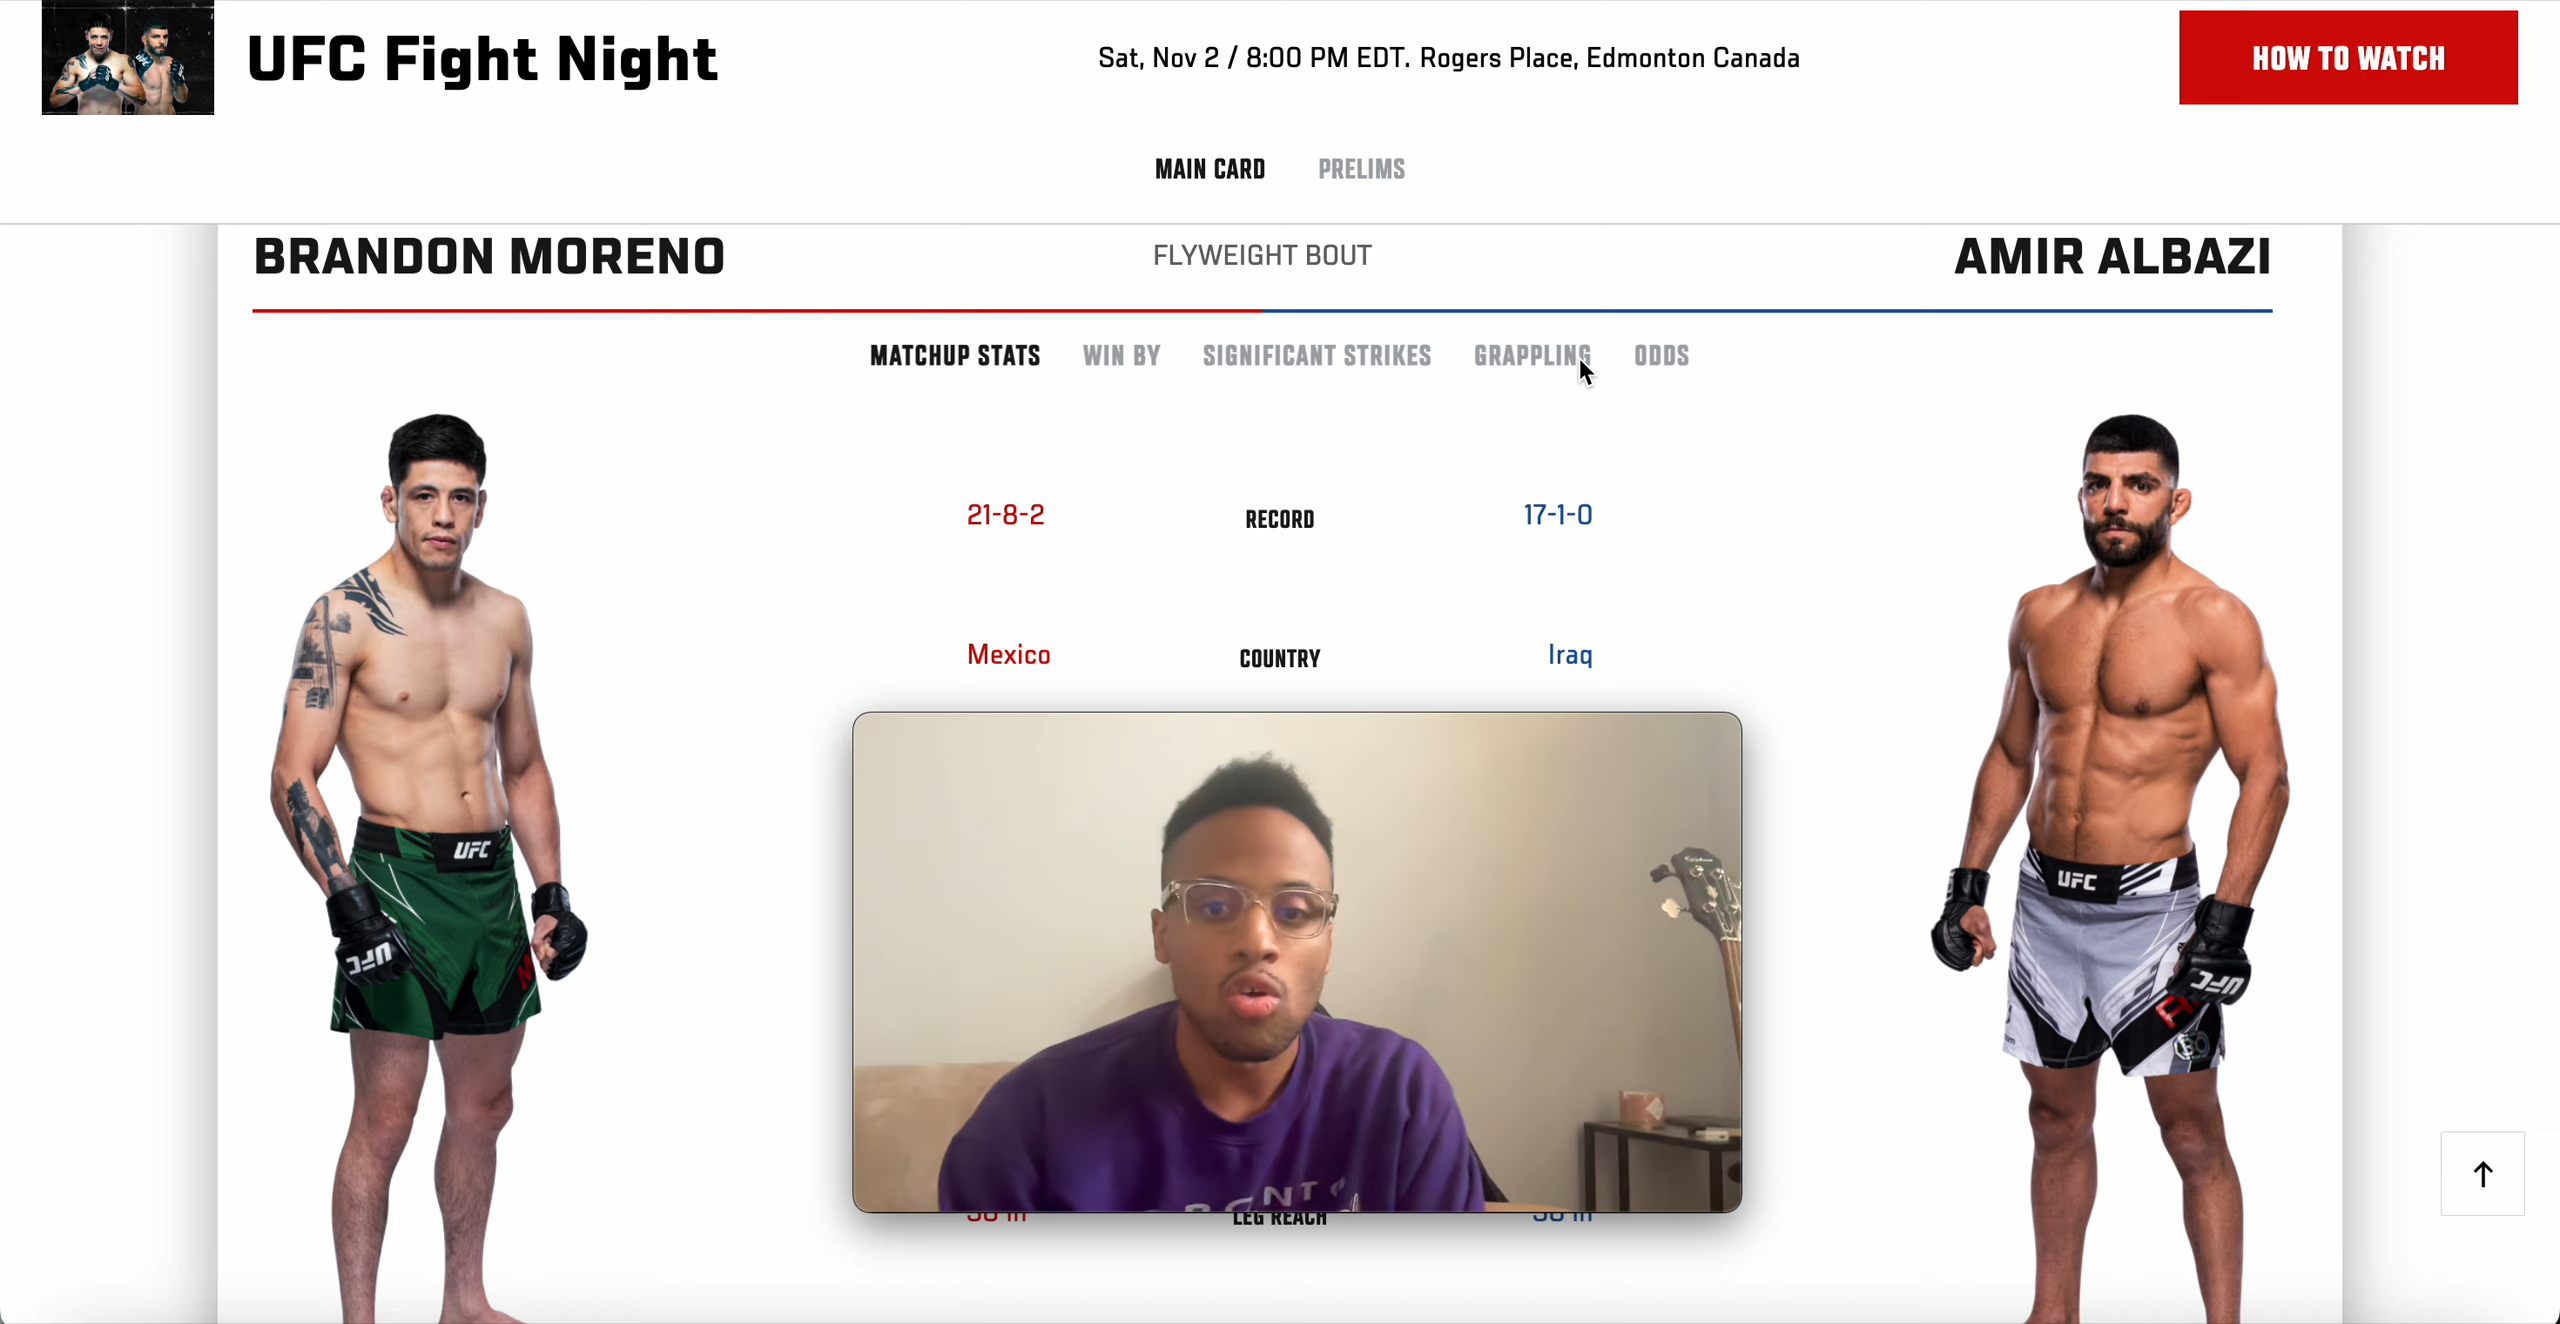 UFC Fight Night
Sat, Nov 2 / 8:00 PM EDT. Rogers Place, Edmonton Canada
HOW TO WATCH
MAIN CARD PRELIMS
BRANDON MORENO
FLYWEIGHT BOUT
AMIR ALBAZI
MATCHUP STATS WIN BY SIGNIFICANT STRIKES GRAPPLING ODDS
21-8-2 RECORD 17-1-0
Mexico COUNTRY Iraq
UFC
UFC
UFC
UFC
LEG REACH